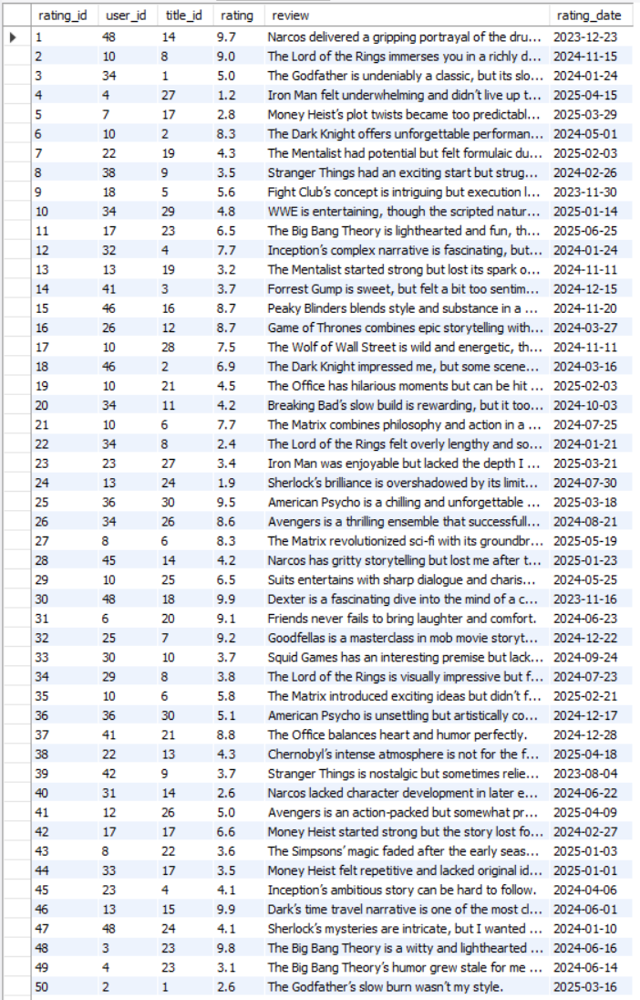 rating_id user_id title_id rating review rating_date
1 48 14 9.7 Narcos delivered a gripping portrayal of the dru... 2023-12-23
2 10 8 9.0 The Lord of the Rings immerses you in a richly d... 2024-11-15
3 34 1 5.0 The Godfather is undeniably a classic, but its slo... 2024-01-24
4 4 27 1.2 Iron Man felt underwhelming and didn’t live up t... 2025-04-15
5 7 17 2.8 Money Heist’s plot twists became too predictabl... 2025-03-29
6 10 2 8.3 The Dark Knight offers unforgettable performan... 2024-05-01
7 22 19 4.3 The Mentalist had potential but felt formulaic du... 2025-02-03
8 38 9 3.5 Stranger Things had an exciting start but strug... 2024-02-26
9 18 5 5.6 Fight Club’s concept is intriguing but execution l... 2023-11-30
10 34 29 4.8 WWE is entertaining, though the scripted natur... 2025-01-14
11 17 23 6.5 The Big Bang Theory is lighthearted and fun, th... 2025-06-25
12 32 4 7.7 Inception’s complex narrative is fascinating, but... 2024-01-24
13 13 19 3.2 The Mentalist started strong but lost its spark o... 2024-11-11
14 41 3 3.7 Forrest Gump is sweet, but felt a bit too sentim... 2024-12-15
15 46 16 8.7 Peaky Blinders blends style and substance in a ... 2024-11-20
16 26 12 8.7 Game of Thrones combines epic storytelling with... 2024-03-27
17 10 28 7.5 The Wolf of Wall Street is wild and energetic, th... 2024-11-11
18 46 2 6.9 The Dark Knight impressed me, but some scene... 2024-03-16
19 10 21 4.5 The Office has hilarious moments but can be hit ... 2025-02-03
20 34 11 4.2 Breaking Bad’s slow build is rewarding, but it too... 2024-10-03
21 10 6 7.7 The Matrix combines philosophy and action in a ... 2024-07-25
22 34 8 2.4 The Lord of the Rings felt overly lengthy and so... 2024-01-21
23 23 27 3.4 Iron Man was enjoyable but lacked the depth I ... 2025-03-21
24 13 24 1.9 Sherlock’s brilliance is overshadowed by its limit... 2024-07-30
25 36 30 9.5 American Psycho is a chilling and unforgettable ... 2025-03-18
26 34 26 8.6 Avengers is a thrilling ensemble that successfull... 2024-08-21
27 8 6 8.3 The Matrix revolutionized sci-fi with its groundbr... 2025-05-19
28 45 14 4.2 Narcos has gritty storytelling but lost me after t... 2025-01-23
29 10 25 6.5 Suits entertains with sharp dialogue and charis... 2024-05-25
30 48 18 9.9 Dexter is a fascinating dive into the mind of a c... 2023-11-16
31 6 20 9.1 Friends never fails to bring laughter and comfort. 2024-06-23
32 25 7 9.2 Goodfellas is a masterclass in mob movie storyt... 2024-12-22
33 30 10 3.7 Squid Games has an interesting premise but lack... 2024-09-24
34 29 8 3.8 The Lord of the Rings is visually impressive but f... 2024-07-23
35 10 6 5.8 The Matrix introduced exciting ideas but didn’t f... 2025-02-21
36 36 30 5.1 American Psycho is unsettling but artistically co... 2024-12-17
37 41 21 8.8 The Office balances heart and humor perfectly. 2024-12-28
38 22 13 4.3 Chernobyl’s intense atmosphere is not for the f... 2025-04-18
39 42 9 3.7 Stranger Things is nostalgic but sometimes relie... 2023-08-04
40 31 14 2.6 Narcos lacked character development in later e... 2024-06-22
41 12 26 5.0 Avengers is an action-packed but somewhat pr... 2025-04-09
42 17 17 6.6 Money Heist started strong but the story lost fo... 2024-02-27
43 8 22 3.6 The Simpsons’ magic faded after the early seas... 2025-01-03
44 33 17 3.5 Money Heist felt repetitive and lacked original id... 2025-01-01
45 23 4 4.1 Inception’s ambitious story can be hard to follow. 2024-04-06
46 13 15 9.9 Dark’s time travel narrative is one of the most cl... 2024-06-01
47 48 24 4.1 Sherlock’s mysteries are intricate, but I wanted ... 2024-01-10
48 3 23 9.8 The Big Bang Theory is a witty and lighthearted ... 2024-06-16
49 4 23 3.1 The Big Bang Theory’s humor grew stale for me ... 2024-06-14
50 2 1 2.6 The Godfather’s slow burn wasn’t my style. 2025-03-16